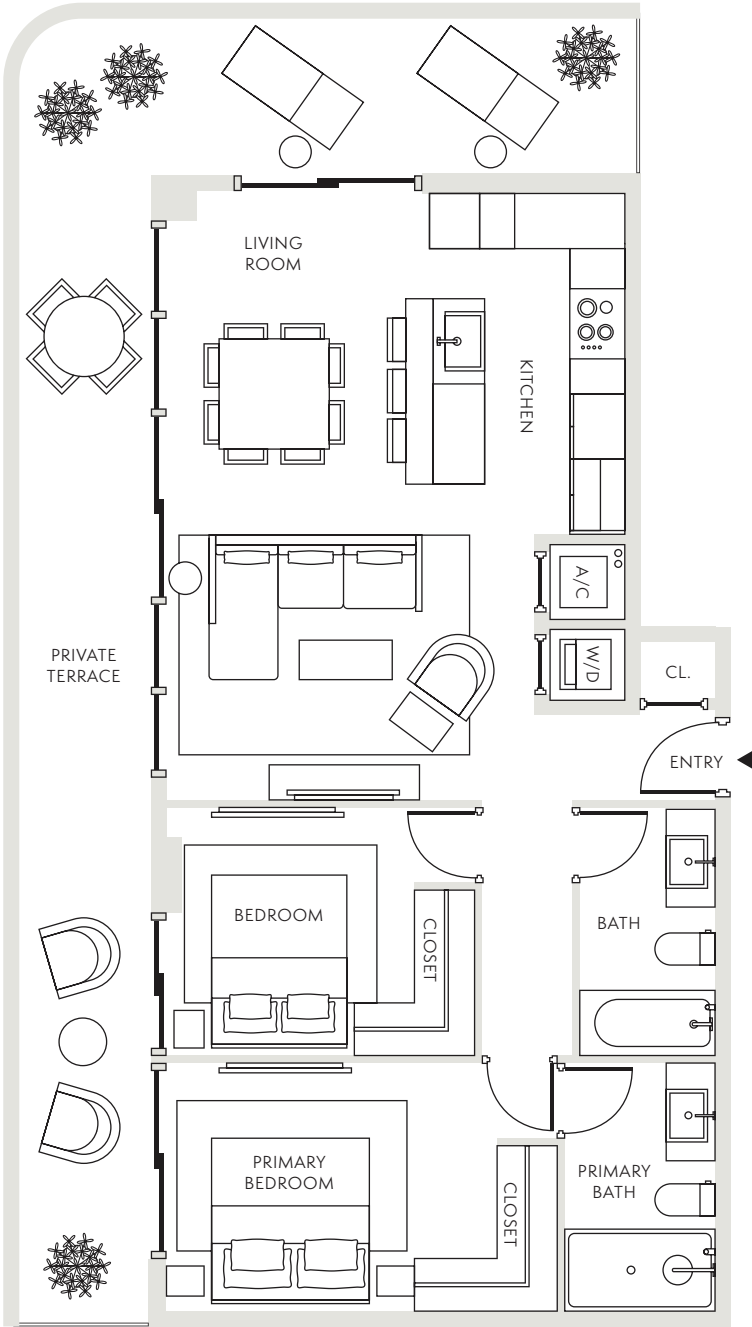 LIVING
ROOM
KITCHEN
A/C
W/D
PRIVATE
TERRACE
CL.
ENTRY
BEDROOM
CLOSET
BATH
PRIMARY
BEDROOM
CLOSET
PRIMARY
BATH